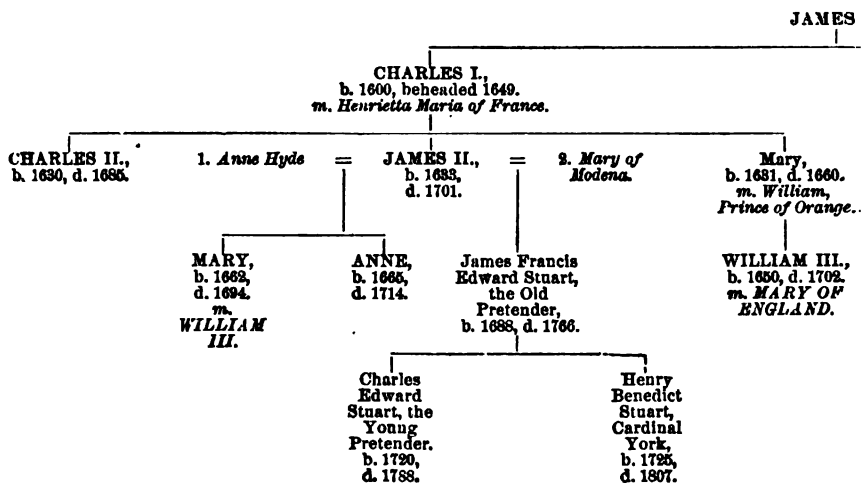 JAMES
CHARLES I.,
b. 1600, beheaded 1649.
m. Henrietta Maria of France.
CHARLES II.,
b. 1630, d. 1685.
1. Anne Hyde = JAMES II., = 2. Mary of
b. 1633,
d. 1701.
Modena.
Mary,
b. 1631, d. 1660.
m. William,
Prince of Orange..
MARY,
b. 1662,
d. 1694.
m.
WILLIAM
III.
ANNE,
b. 1665,
d. 1714.
James Francis
Edward Stuart,
the Old
Pretender,
b. 1688, d. 1766.
WILLIAM III.,
b. 1650, d. 1702.
m. MARY OF
ENGLAND.
Charles
Edward
Stuart, the
Young
Pretender.
b. 1720,
d. 1788.
Henry
Benedict
Stuart,
Cardinal
York,
b. 1725,
d. 1807.